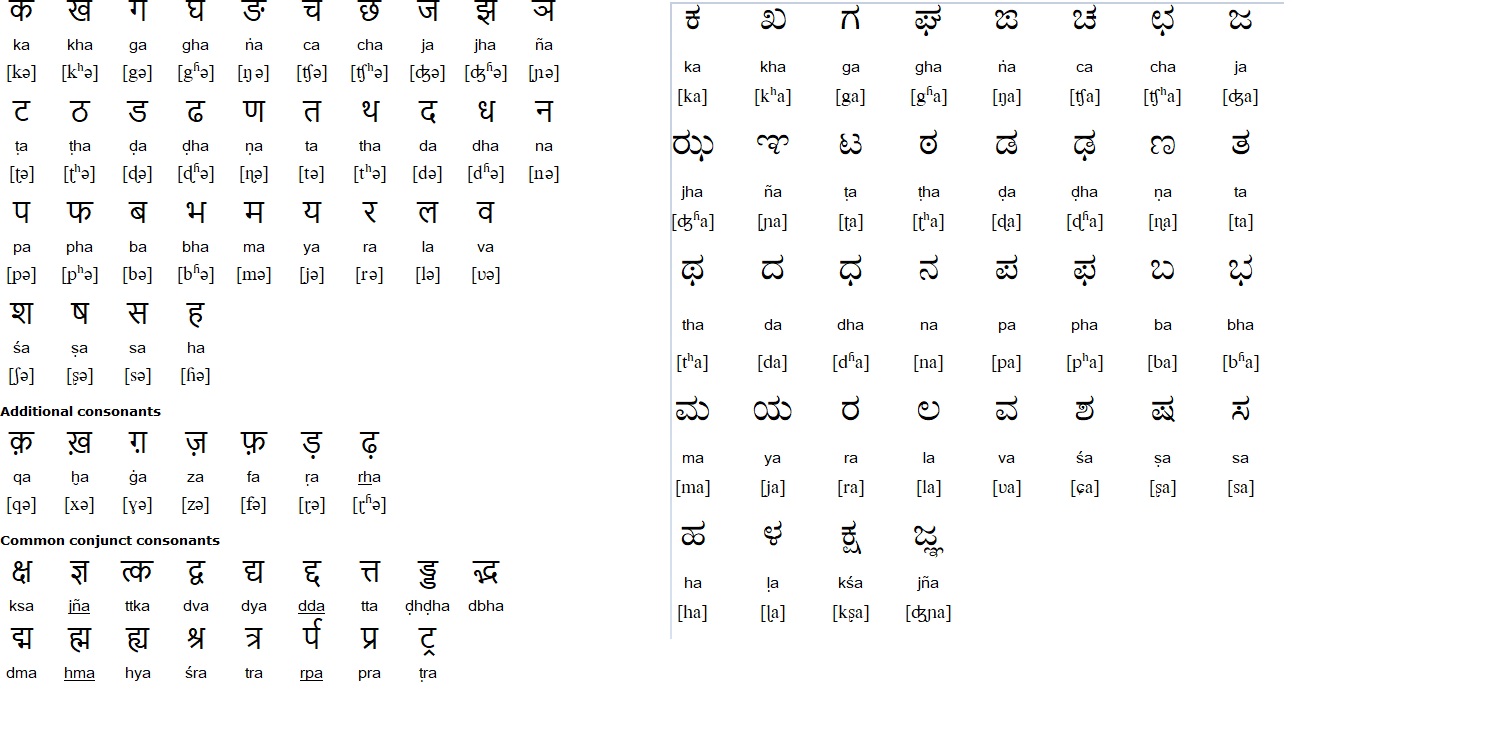 क ख ग घ ङ च छ ज झ ञ
ka kha ga gha ṅa ca cha ja jha ña
[kə] [kʰə] [gə] [gʱə] [ŋə] [ʧə] [ʧʰə] [ʤə] [ʤʱə] [ɲə]
ट ठ ड ढ ण त थ द ध न
ṭa ṭha ḍa ḍha ṇa ta tha da dha na
[ʈə] [ʈʰə] [ɖə] [ɖʱə] [ɳə] [tə] [tʰə] [də] [dʱə] [nə]
प फ ब भ म य र ल व
pa pha ba bha ma ya ra la va
[pə] [pʰə] [bə] [bʱə] [mə] [jə] [rə] [lə] [ʋə]
श ष स ह
śa ṣa sa ha
[ʃə] [ʂə] [sə] [ɦə]
Additional consonants
क़ ख़ ग़ ज़ फ़ ड़ ढ़
qa ḫa ġa za fa ṛa rha
[qə] [xə] [ɣə] [zə] [fə] [ɽə] [ɽʱə]
Common conjunct consonants
क्ष ज्ञ त्क द्व द्य द्द त्त ड्ड द्भ
ksa jña ttka dva dya dda tta ḍhḍha dbha
द्म ह्म ह्य श्र त्र र्प प्र ट्र
dma hma hya śra tra rpa pra ṭra
ಕ ಖ ಗ ಘ ಙ ಚ ಛ ಜ
ka kha ga gha ṅa ca cha ja
[ka] [kʰa] [ga] [gʱa] [ŋa] [ʧa] [ʧʰa] [ʤa]
ಝ ಞ ಟ ಠ ಡ ಢ ಣ ತ
jha ña ṭa ṭha ḍa ḍha ṇa ta
[ʤʱa] [ɲa] [ʈa] [ʈʰa] [ɖa] [ɖʱa] [ɳa] [ta]
ಥ ದ ಧ ನ ಪ ಫ ಬ ಭ
tha da dha na pa pha ba bha
[tʰa] [da] [dʱa] [na] [pa] [pʰa] [ba] [bʱa]
ಮ ಯ ರ ಲ ವ ಶ ಷ ಸ
ma ya ra la va śa ṣa sa
[ma] [ja] [ra] [la] [ʋa] [ɕa] [ʂa] [sa]
ಹ ಳ ಕ್ಷ ಜ್ಞ
ha ḷa kśa jña
[ha] [ɭa] [kʂa] [ʤɲa]